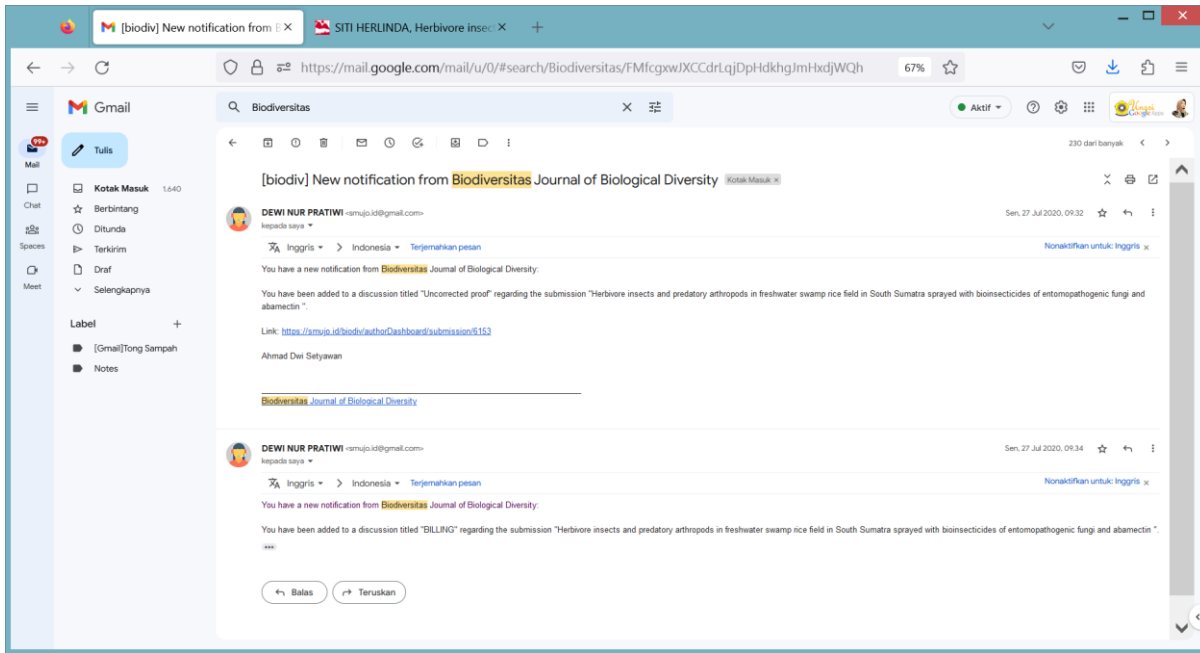 [biodiv] New notification from B
SITI HERLINDA, Herbivore insec
https://mail.google.com/mail/u/0/#search/Biodiversitas/FMfcgxwJXCCdrLqjDpHdkhgJmHxdjWQh
67%
Gmail
Biodiversitas
Aktif
99+
Mail
Chat
Spaces
Meet
Tulis
Kotak Masuk 1.640
Berbintang
Ditunda
Terkirim
Draf
Selengkapnya
Label
[Gmail]Tong Sampah
Notes
230 dari banyak
[biodiv] New notification from Biodiversitas Journal of Biological Diversity Kotak Masuk ×
DEWI NUR PRATIWI <smujo.id@gmail.com> Sen, 27 Jul 2020, 09.32
kepada saya
Inggris > Indonesia Terjemahkan pesan Nonaktifkan untuk: Inggris ×
You have a new notification from Biodiversitas Journal of Biological Diversity:
You have been added to a discussion titled "Uncorrected proof" regarding the submission "Herbivore insects and predatory arthropods in freshwater swamp rice field in South Sumatra sprayed with bioinsecticides of entomopathogenic fungi and
abamectin ".
Link: https://smujo.id/biodiv/authorDashboard/submission/6153
Ahmad Dwi Setyawan
Biodiversitas Journal of Biological Diversity
DEWI NUR PRATIWI <smujo.id@gmail.com> Sen, 27 Jul 2020, 09.34
kepada saya
Inggris > Indonesia Terjemahkan pesan Nonaktifkan untuk: Inggris ×
You have a new notification from Biodiversitas Journal of Biological Diversity:
You have been added to a discussion titled "BILLING" regarding the submission "Herbivore insects and predatory arthropods in freshwater swamp rice field in South Sumatra sprayed with bioinsecticides of entomopathogenic fungi and abamectin ".
Balas
Teruskan